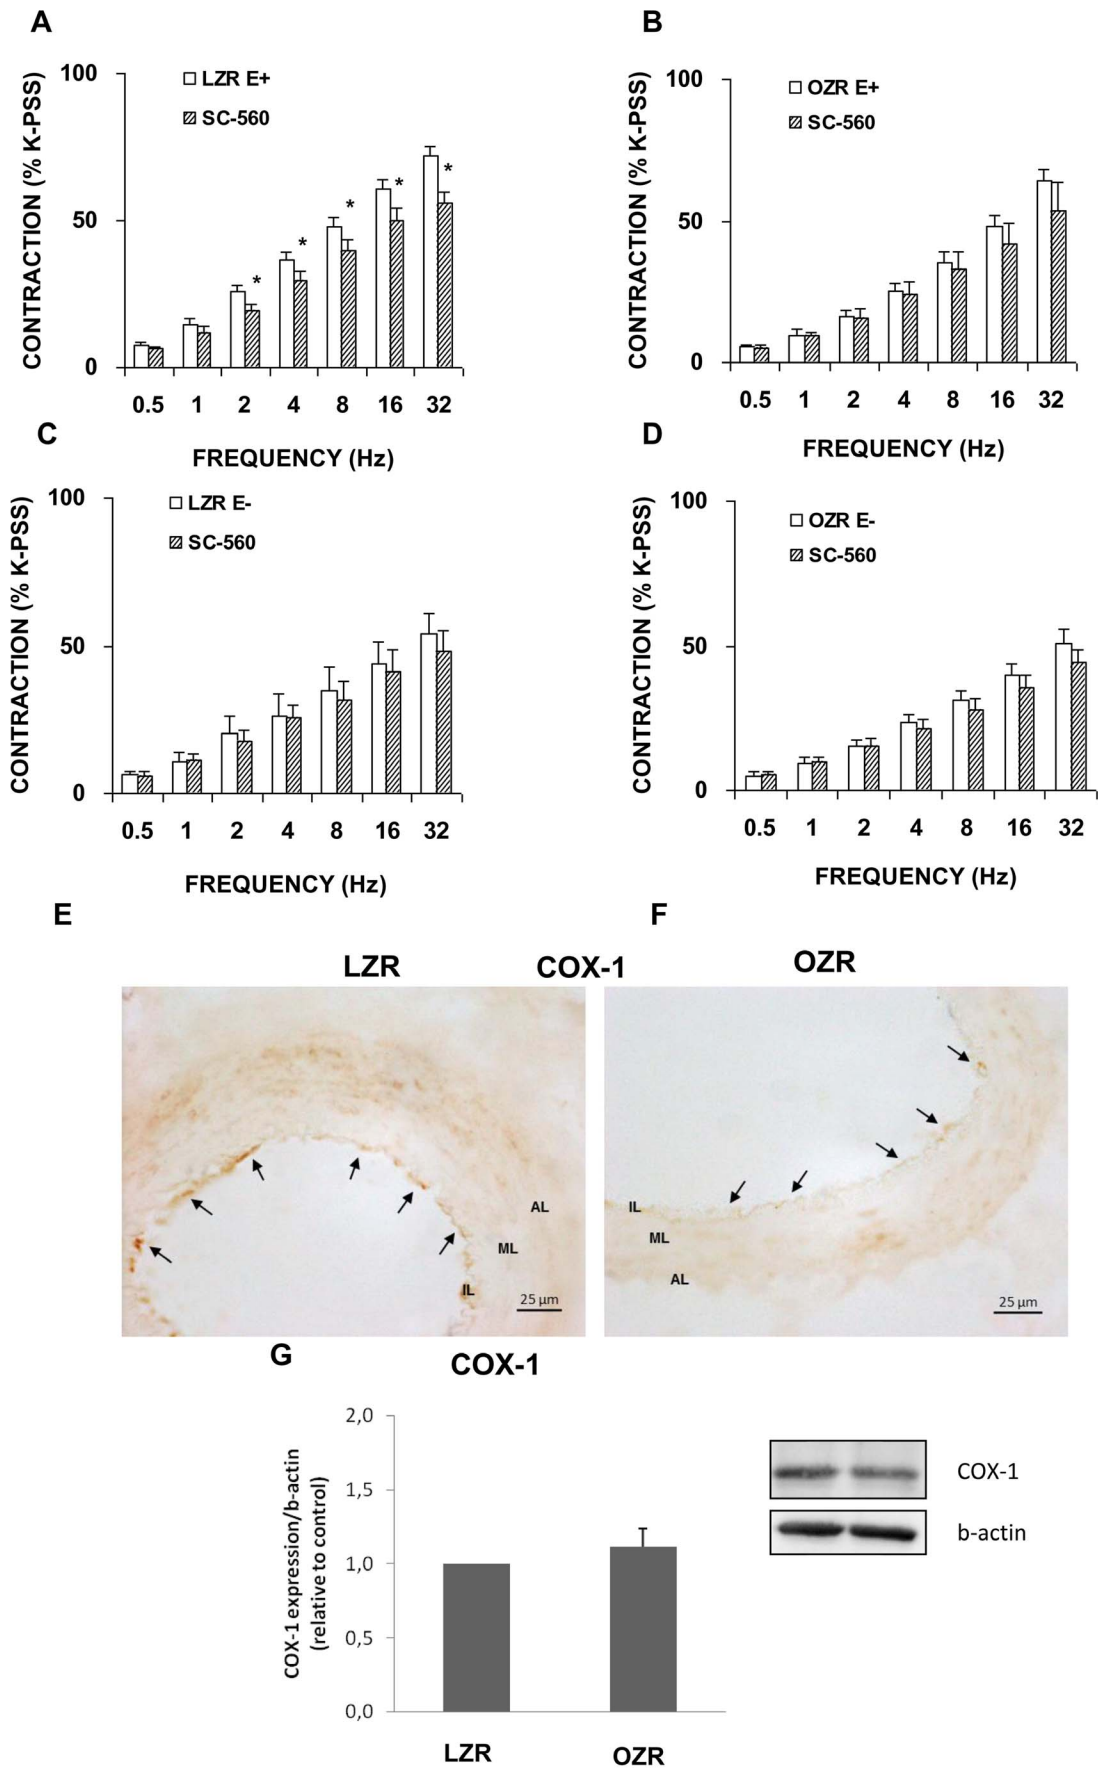 A
CONTRACTION (% K-PSS)
100
50
0
LZR E+
SC-560
*
*
*
*
*
0.5 1 2 4 8 16 32
FREQUENCY (Hz)
B
CONTRACTION (% K-PSS)
100
50
0
OZR E+
SC-560
0.5 1 2 4 8 16 32
FREQUENCY (Hz)
C
CONTRACTION (% K-PSS)
100
50
0
LZR E-
SC-560
0.5 1 2 4 8 16 32
FREQUENCY (Hz)
D
CONTRACTION (% K-PSS)
100
50
0
OZR E-
SC-560
0.5 1 2 4 8 16 32
FREQUENCY (Hz)
E
F
LZR
COX-1
OZR
AL
ML
IL
25 µm
IL
ML
AL
25 µm
G
COX-1
COX-1 expression/b-actin
(relative to control)
2,0
1,5
1,0
0,5
0,0
LZR
OZR
COX-1
b-actin